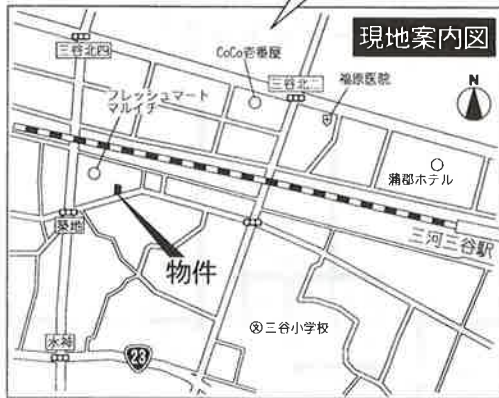 現地案内図
CoCo壱番屋
三谷北四
三谷北二
福原医院
N
フレッシュマート
マルイチ
蒲郡ホテル
三河三谷駅
築地
物件
文三谷小学校
水神
23